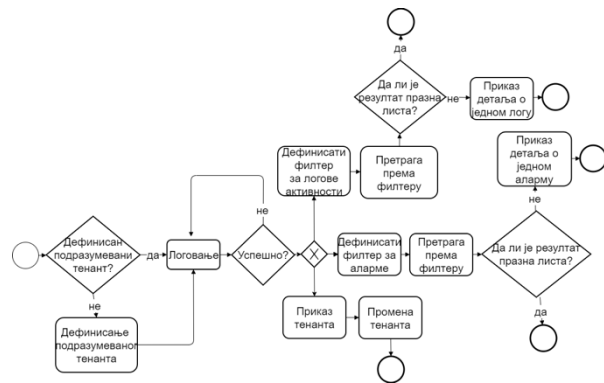 да
Да ли је
резултат празна
листа?
не
Приказ
детаља о
једном логу
Дефинисати
филтер
за логове
активности
Претрага
према
филтеру
Приказ
детаља о
једном
аларму
не
не
Дефинисан
подразумевани
тенант?
да
Логовање
Успешно?
X
Дефинисати
филтер за
аларме
Претрага
према
филтеру
Да ли је резултат
празна листа?
не
да
Дефинисање
подразумеваног
тенанта
Приказ
тенанта
Промена
тенанта